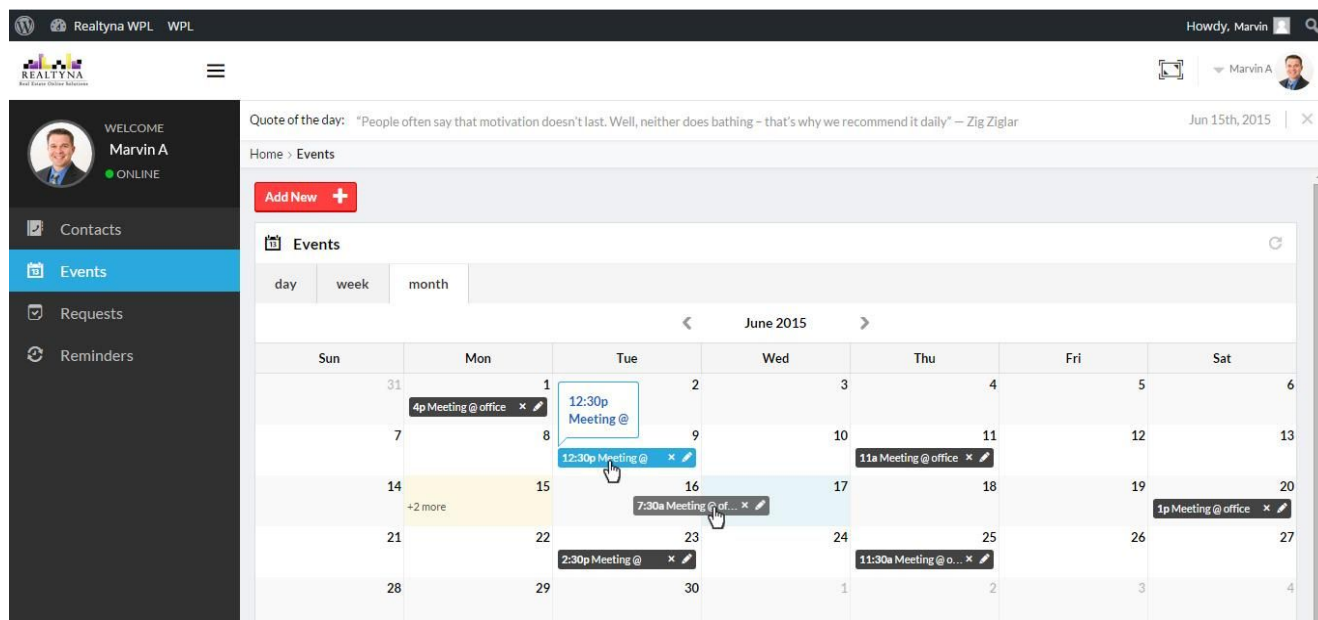 Realtyna WPL WPL Howdy, Marvin
REALTYNA
Real Estate Online Solutions
Marvin A
WELCOME
Marvin A
ONLINE
Quote of the day: "People often say that motivation doesn't last. Well, neither does bathing – that's why we recommend it daily" — Zig Ziglar Jun 15th, 2015
Home > Events
Add New
Contacts
Events
Requests
Reminders
13 Events
day week month
June 2015
Sun Mon Tue Wed Thu Fri Sat
31 1 2 3 4 5 6
4p Meeting @ office
12:30p
Meeting @
7 8 9 10 11 12 13
12:30p Meeting @ 11a Meeting @ office
14 15 16 17 18 19 20
+2 more 7:30a Meeting @ of... 1p Meeting @ office
21 22 23 24 25 26 27
2:30p Meeting @ 11:30a Meeting @ o...
28 29 30 1 2 3 4